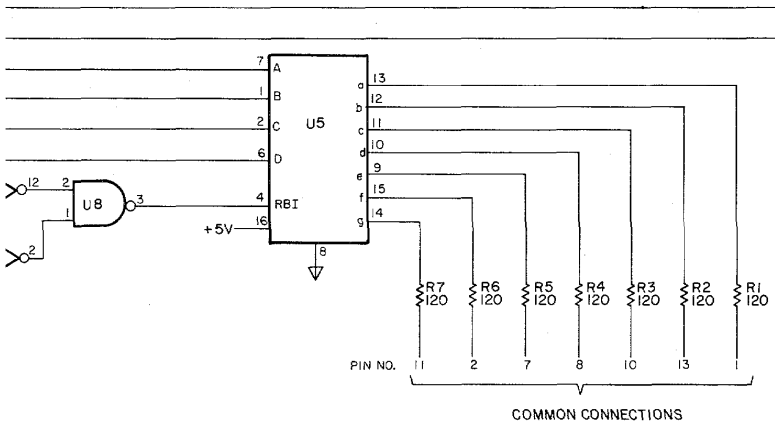 7 A
1 B
2 C
6 D
U5
a 13
b 12
c 11
d 10
e 9
f 15
g 14
12
2
1
2
U8
3
4 RBI
+5V 16
8
R7 120
R6 120
R5 120
R4 120
R3 120
R2 120
R1 120
PIN NO. 11 2 7 8 10 13 1
COMMON CONNECTIONS